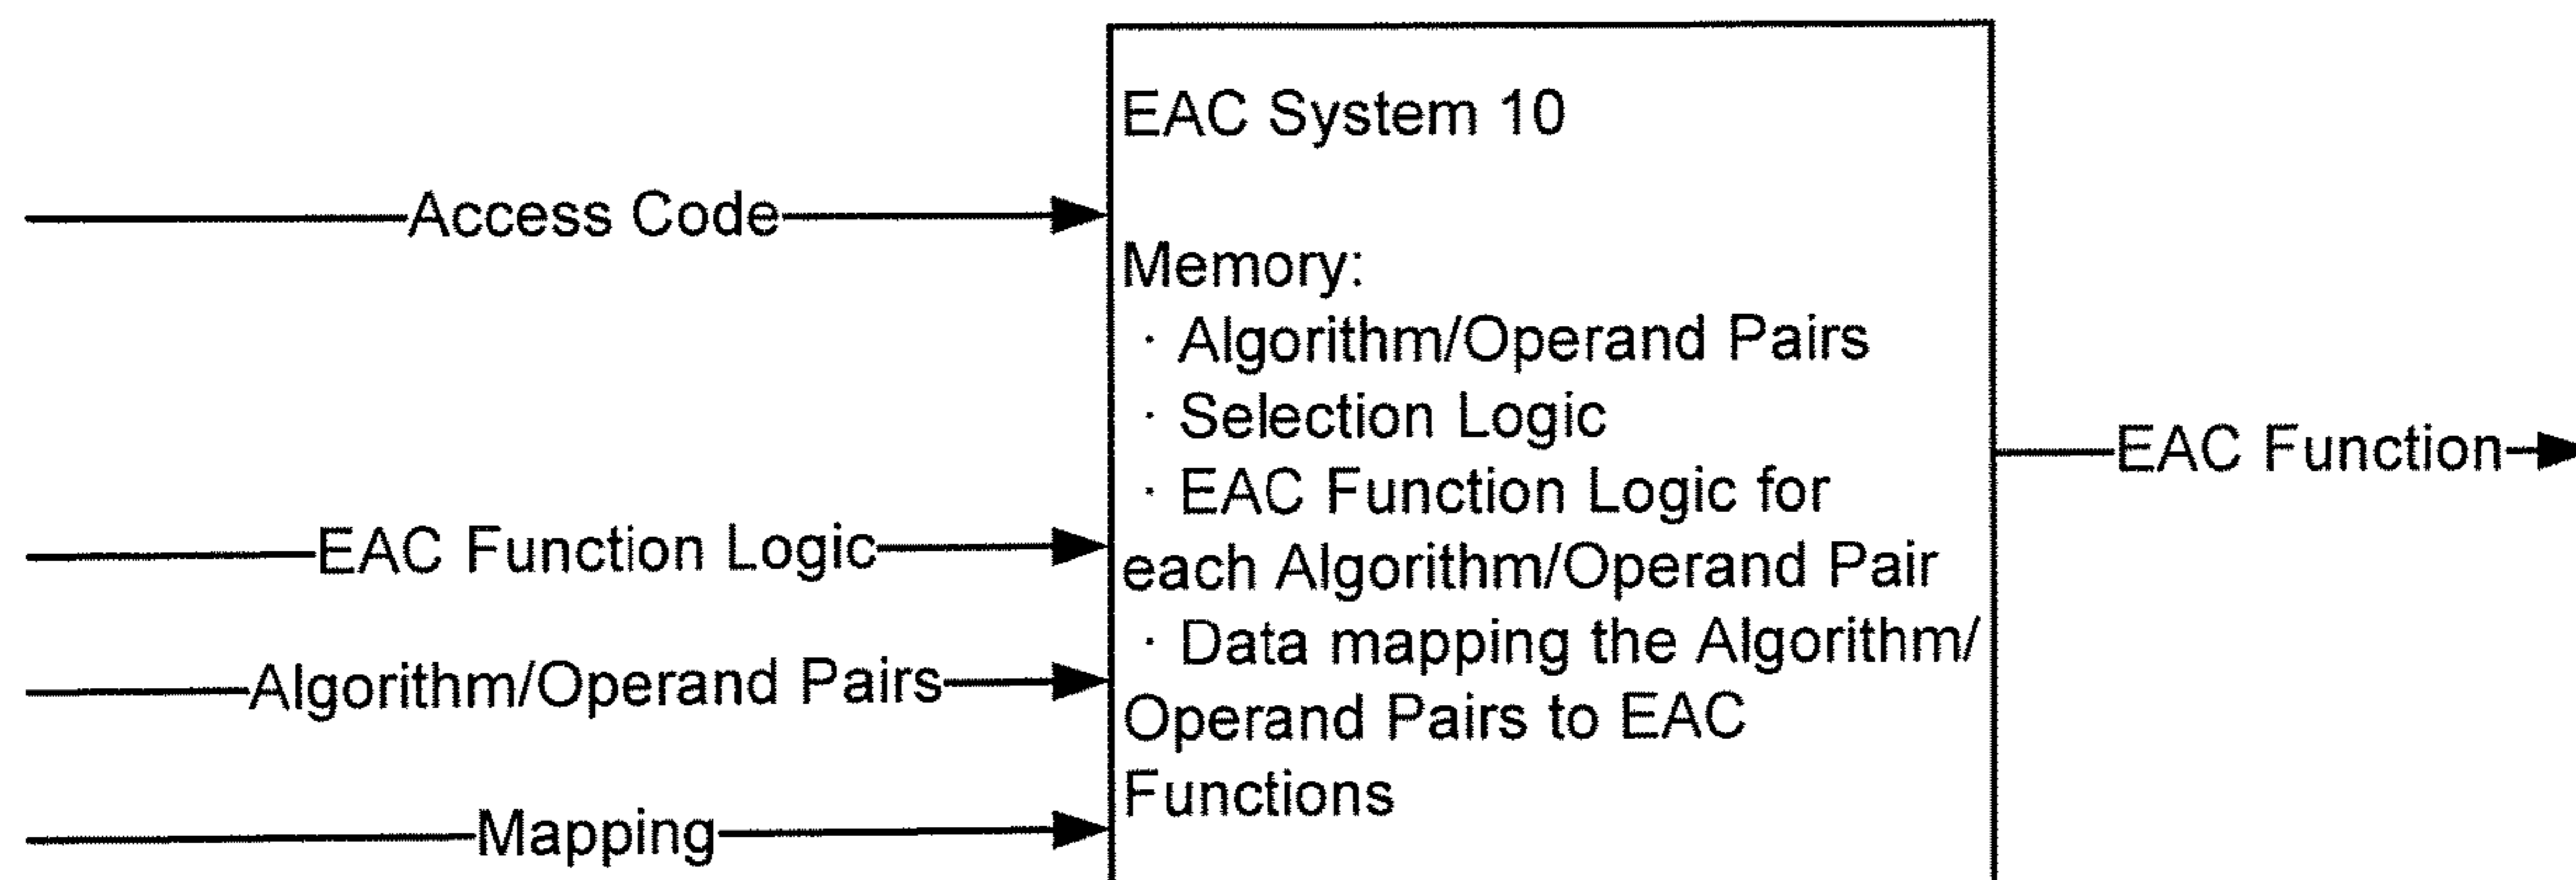 EAC System 10
Access Code
Memory:
· Algorithm/Operand Pairs
· Selection Logic
EAC Function
· EAC Function Logic for
EAC Function Logic
each Algorithm/Operand Pair
· Data mapping the Algorithm/
Algorithm/Operand Pairs
Operand Pairs to EAC
Functions
Mapping